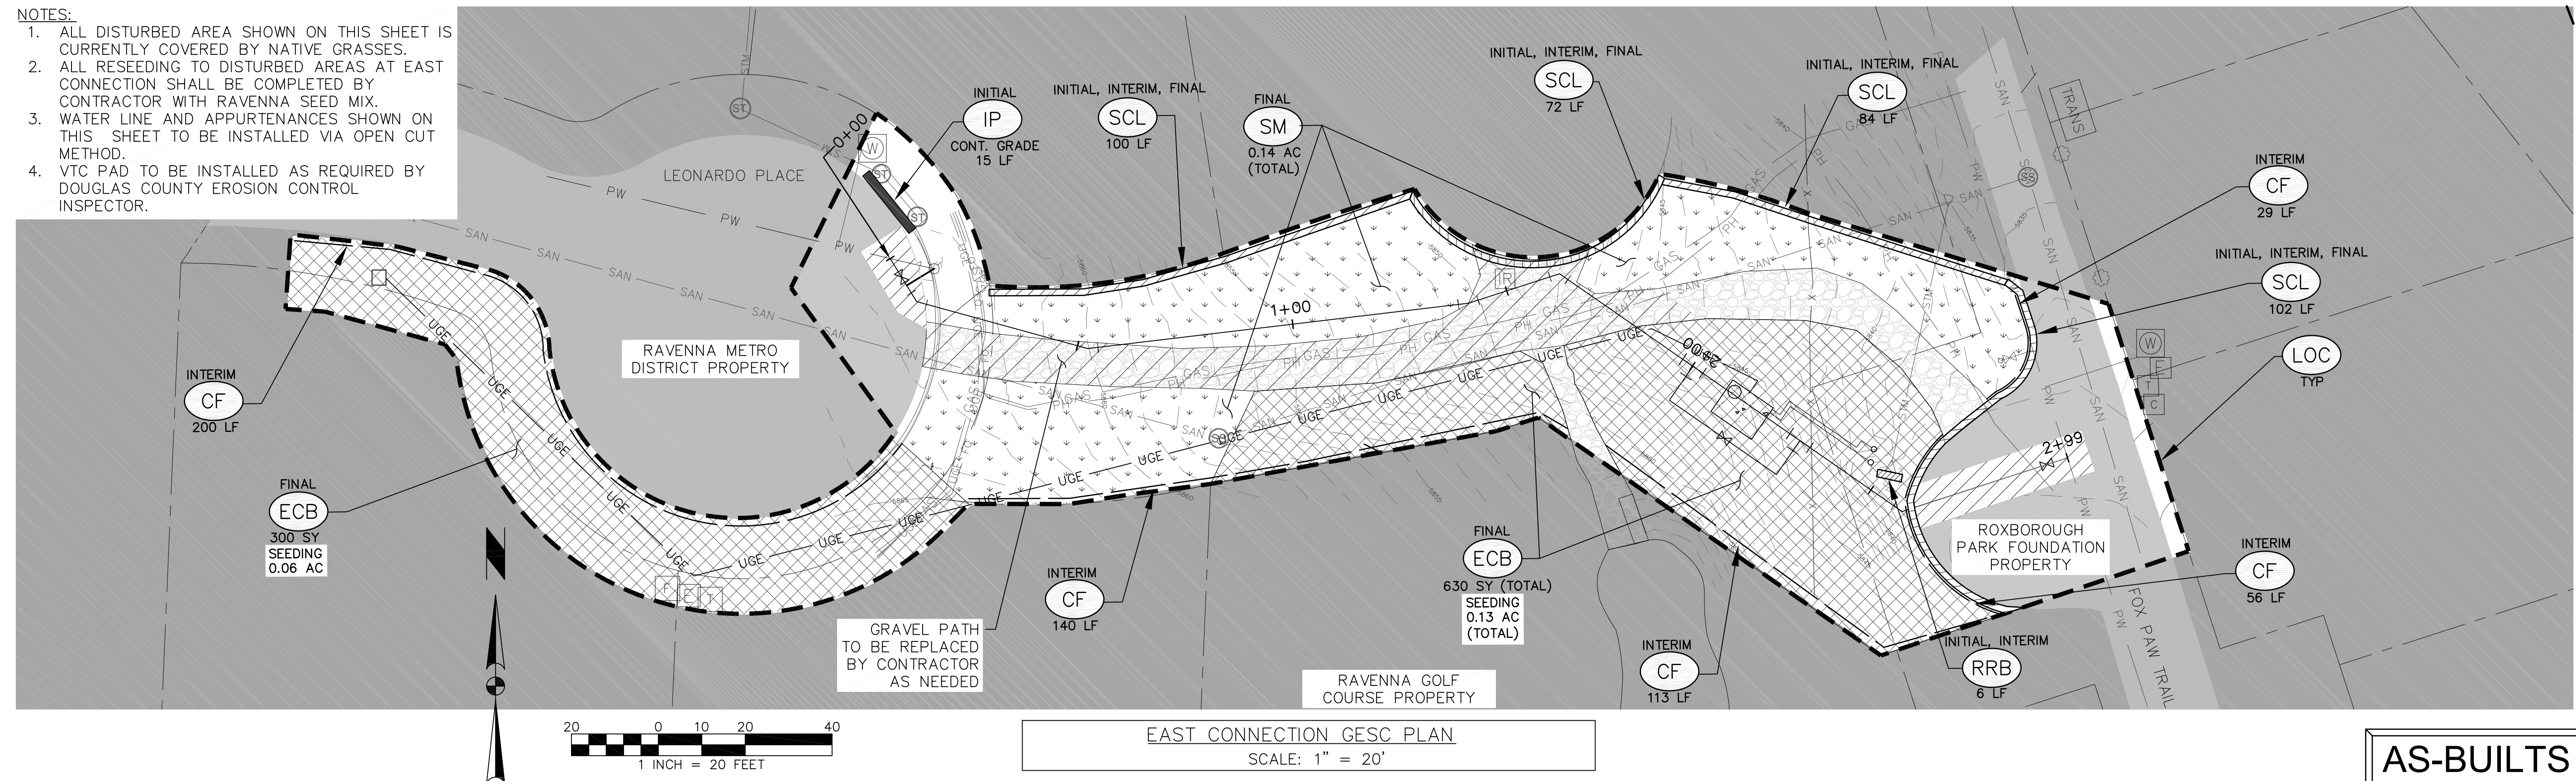 NOTES:
1. ALL DISTURBED AREA SHOWN ON THIS SHEET IS
CURRENTLY COVERED BY NATIVE GRASSES.
2. ALL RESEEDING TO DISTURBED AREAS AT EAST
CONNECTION SHALL BE COMPLETED BY
CONTRACTOR WITH RAVENNA SEED MIX.
3. WATER LINE AND APPURTENANCES SHOWN ON
THIS SHEET TO BE INSTALLED VIA OPEN CUT
METHOD.
4. VTC PAD TO BE INSTALLED AS REQUIRED BY
DOUGLAS COUNTY EROSION CONTROL
INSPECTOR.
INITIAL
IP
CONT. GRADE
15 LF
INITIAL, INTERIM, FINAL
SCL
100 LF
FINAL
SM
0.14 AC
(TOTAL)
INITIAL, INTERIM, FINAL
SCL
72 LF
INITIAL, INTERIM, FINAL
SCL
84 LF
TRANS
INTERIM
CF
29 LF
INITIAL, INTERIM, FINAL
SCL
102 LF
LOC
TYP
LEONARDO PLACE
0+00
1+00
2+00
2+99
RAVENNA METRO
DISTRICT PROPERTY
INTERIM
CF
200 LF
FINAL
ECB
300 SY
SEEDING
0.06 AC
GRAVEL PATH
TO BE REPLACED
BY CONTRACTOR
AS NEEDED
INTERIM
CF
140 LF
RAVENNA GOLF
COURSE PROPERTY
FINAL
ECB
630 SY (TOTAL)
SEEDING
0.13 AC
(TOTAL)
INTERIM
CF
113 LF
INITIAL, INTERIM
RRB
6 LF
ROXBOROUGH
PARK FOUNDATION
PROPERTY
INTERIM
CF
56 LF
FOX PAW TRAIL
N
20 0 10 20 40
1 INCH = 20 FEET
EAST CONNECTION GESC PLAN
SCALE: 1" = 20'
AS-BUILTS